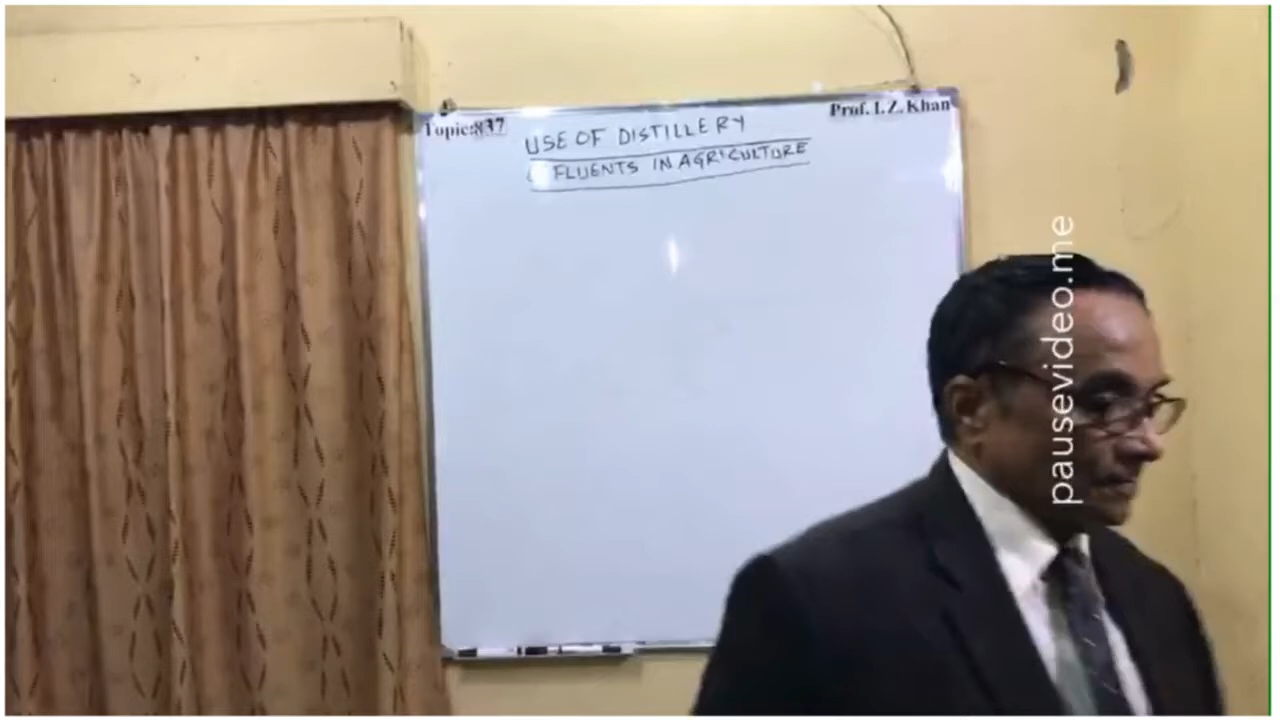 Topic:837
Prof. I. Z. Khan
USE OF DISTILLERY
FLUENTS IN AGRICULTURE
pausevideo.me